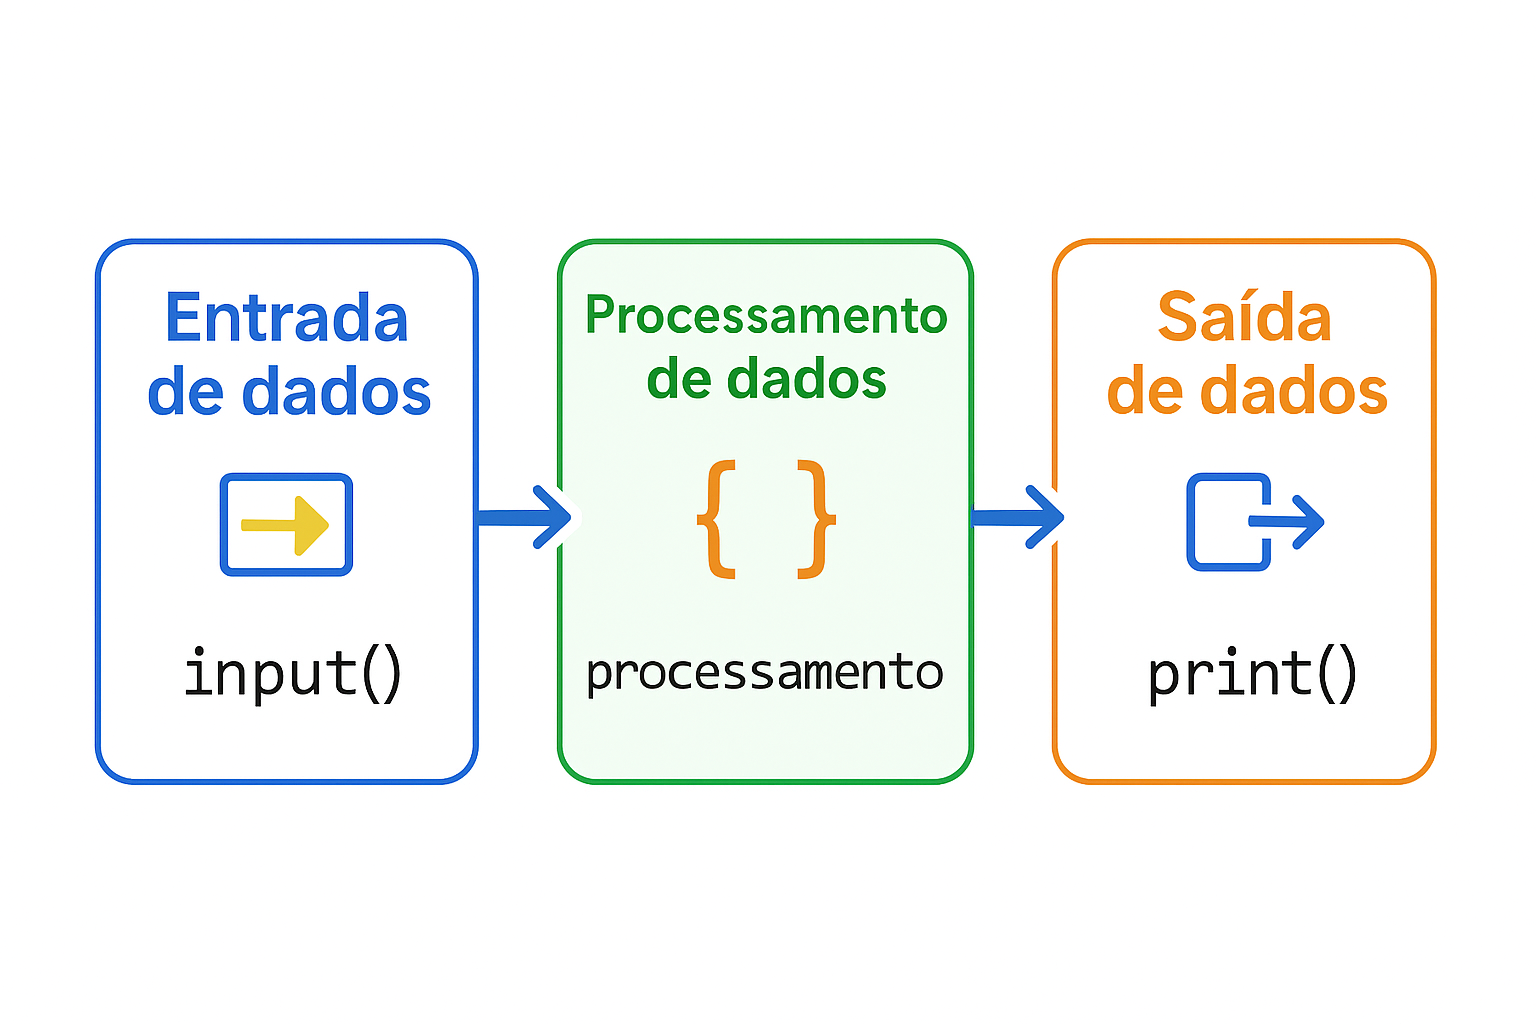 Entrada
de dados
input()
Processamento
de dados
{ }
processamento
Saída
de dados
print()